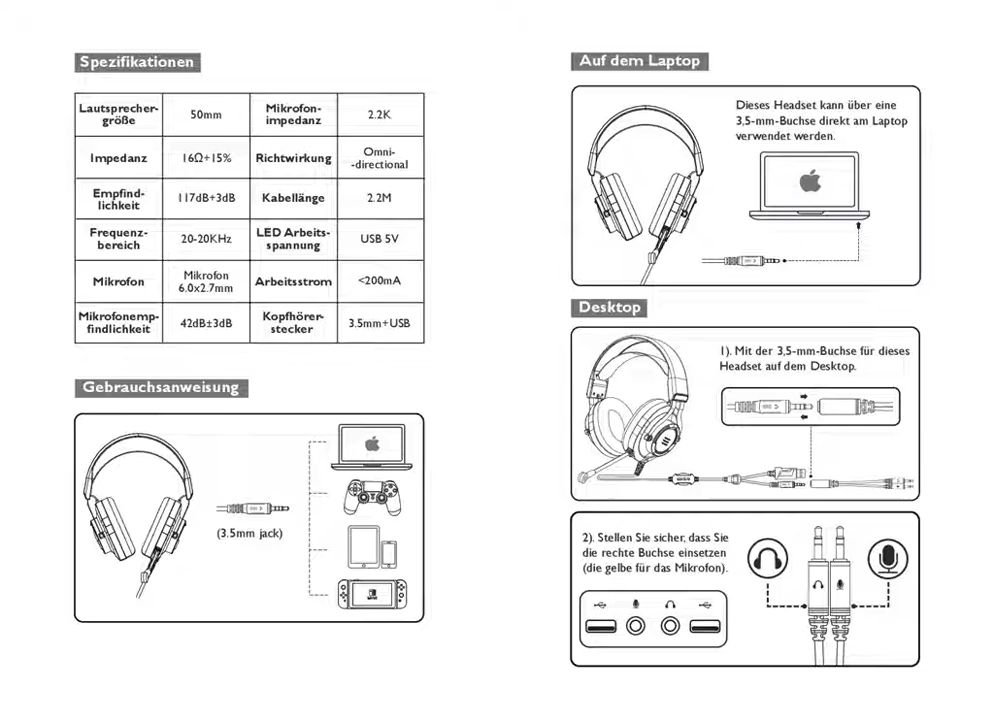 Spezifikationen
Lautsprecher-
größe
50mm
Mikrofon-
impedanz
2.2K
Impedanz
16Ω+15%
Richtwirkung
Omni-
-directional
Empfind-
lichkeit
117dB+3dB
Kabellänge
2.2M
Frequenz-
bereich
20-20KHz
LED Arbeits-
spannung
USB 5V
Mikrofon
Mikrofon
6.0x2.7mm
Arbeitsstrom
<200mA
Mikrofonemp-
findlichkeit
42dB±3dB
Kopfhörer-
stecker
3.5mm+USB
Gebrauchsanweisung
(3.5mm jack)
Auf dem Laptop
Dieses Headset kann über eine
3,5-mm-Buchse direkt am Laptop
verwendet werden.
Desktop
1). Mit der 3,5-mm-Buchse für dieses
Headset auf dem Desktop.
2). Stellen Sie sicher, dass Sie
die rechte Buchse einsetzen
(die gelbe für das Mikrofon).